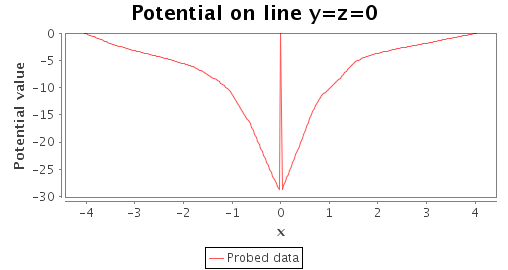 Potential on line y=z=0
Potential value
0
-5
-10
-15
-20
-25
-30
-4 -3 -2 -1 0 1 2 3 4
x
Probed data